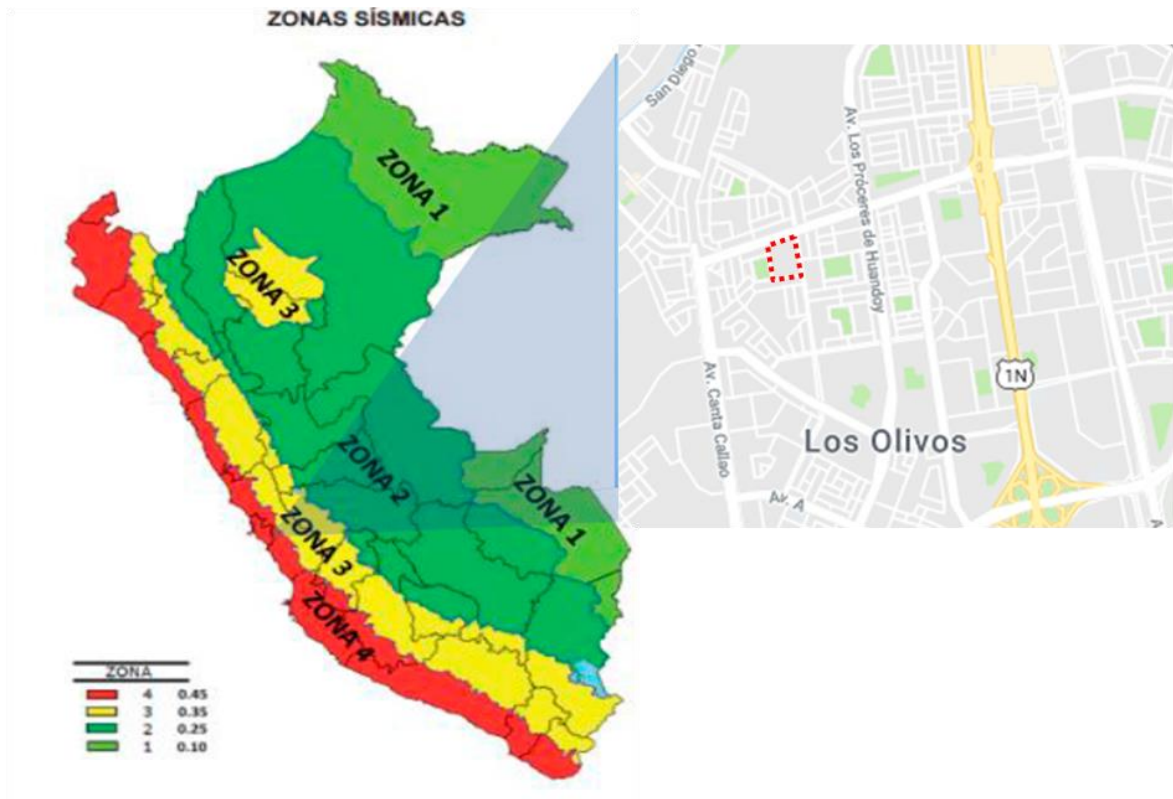 ZONAS SÍSMICAS
ZONA 1
ZONA 3
ZONA 2
ZONA 1
ZONA 3
ZONA 4
ZONA
4 0.45
3 0.35
2 0.25
1 0.10
San Diego
Av. Los Próceres de Huandoy
1N
Av. Canta Callao
Los Olivos
Av. A
A